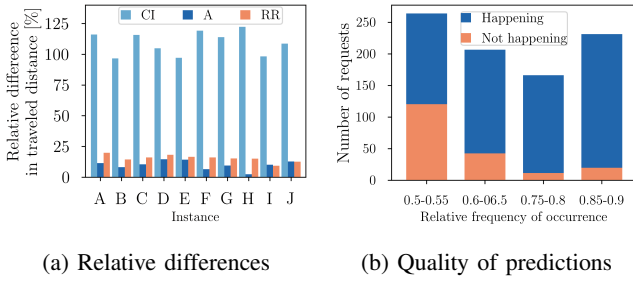 CI A RR
Relative differeence
in traveled distance [%]
125
100
75
50
25
0
A B C D E F G H I J
Instance
(a) Relative differences
Happening
Not happening
Number of requests
250
200
150
100
50
0
0.5-0.55 0.6-06.5 0.75-0.8 0.85-0.9
Relative frequency of occurrence
(b) Quality of predictions